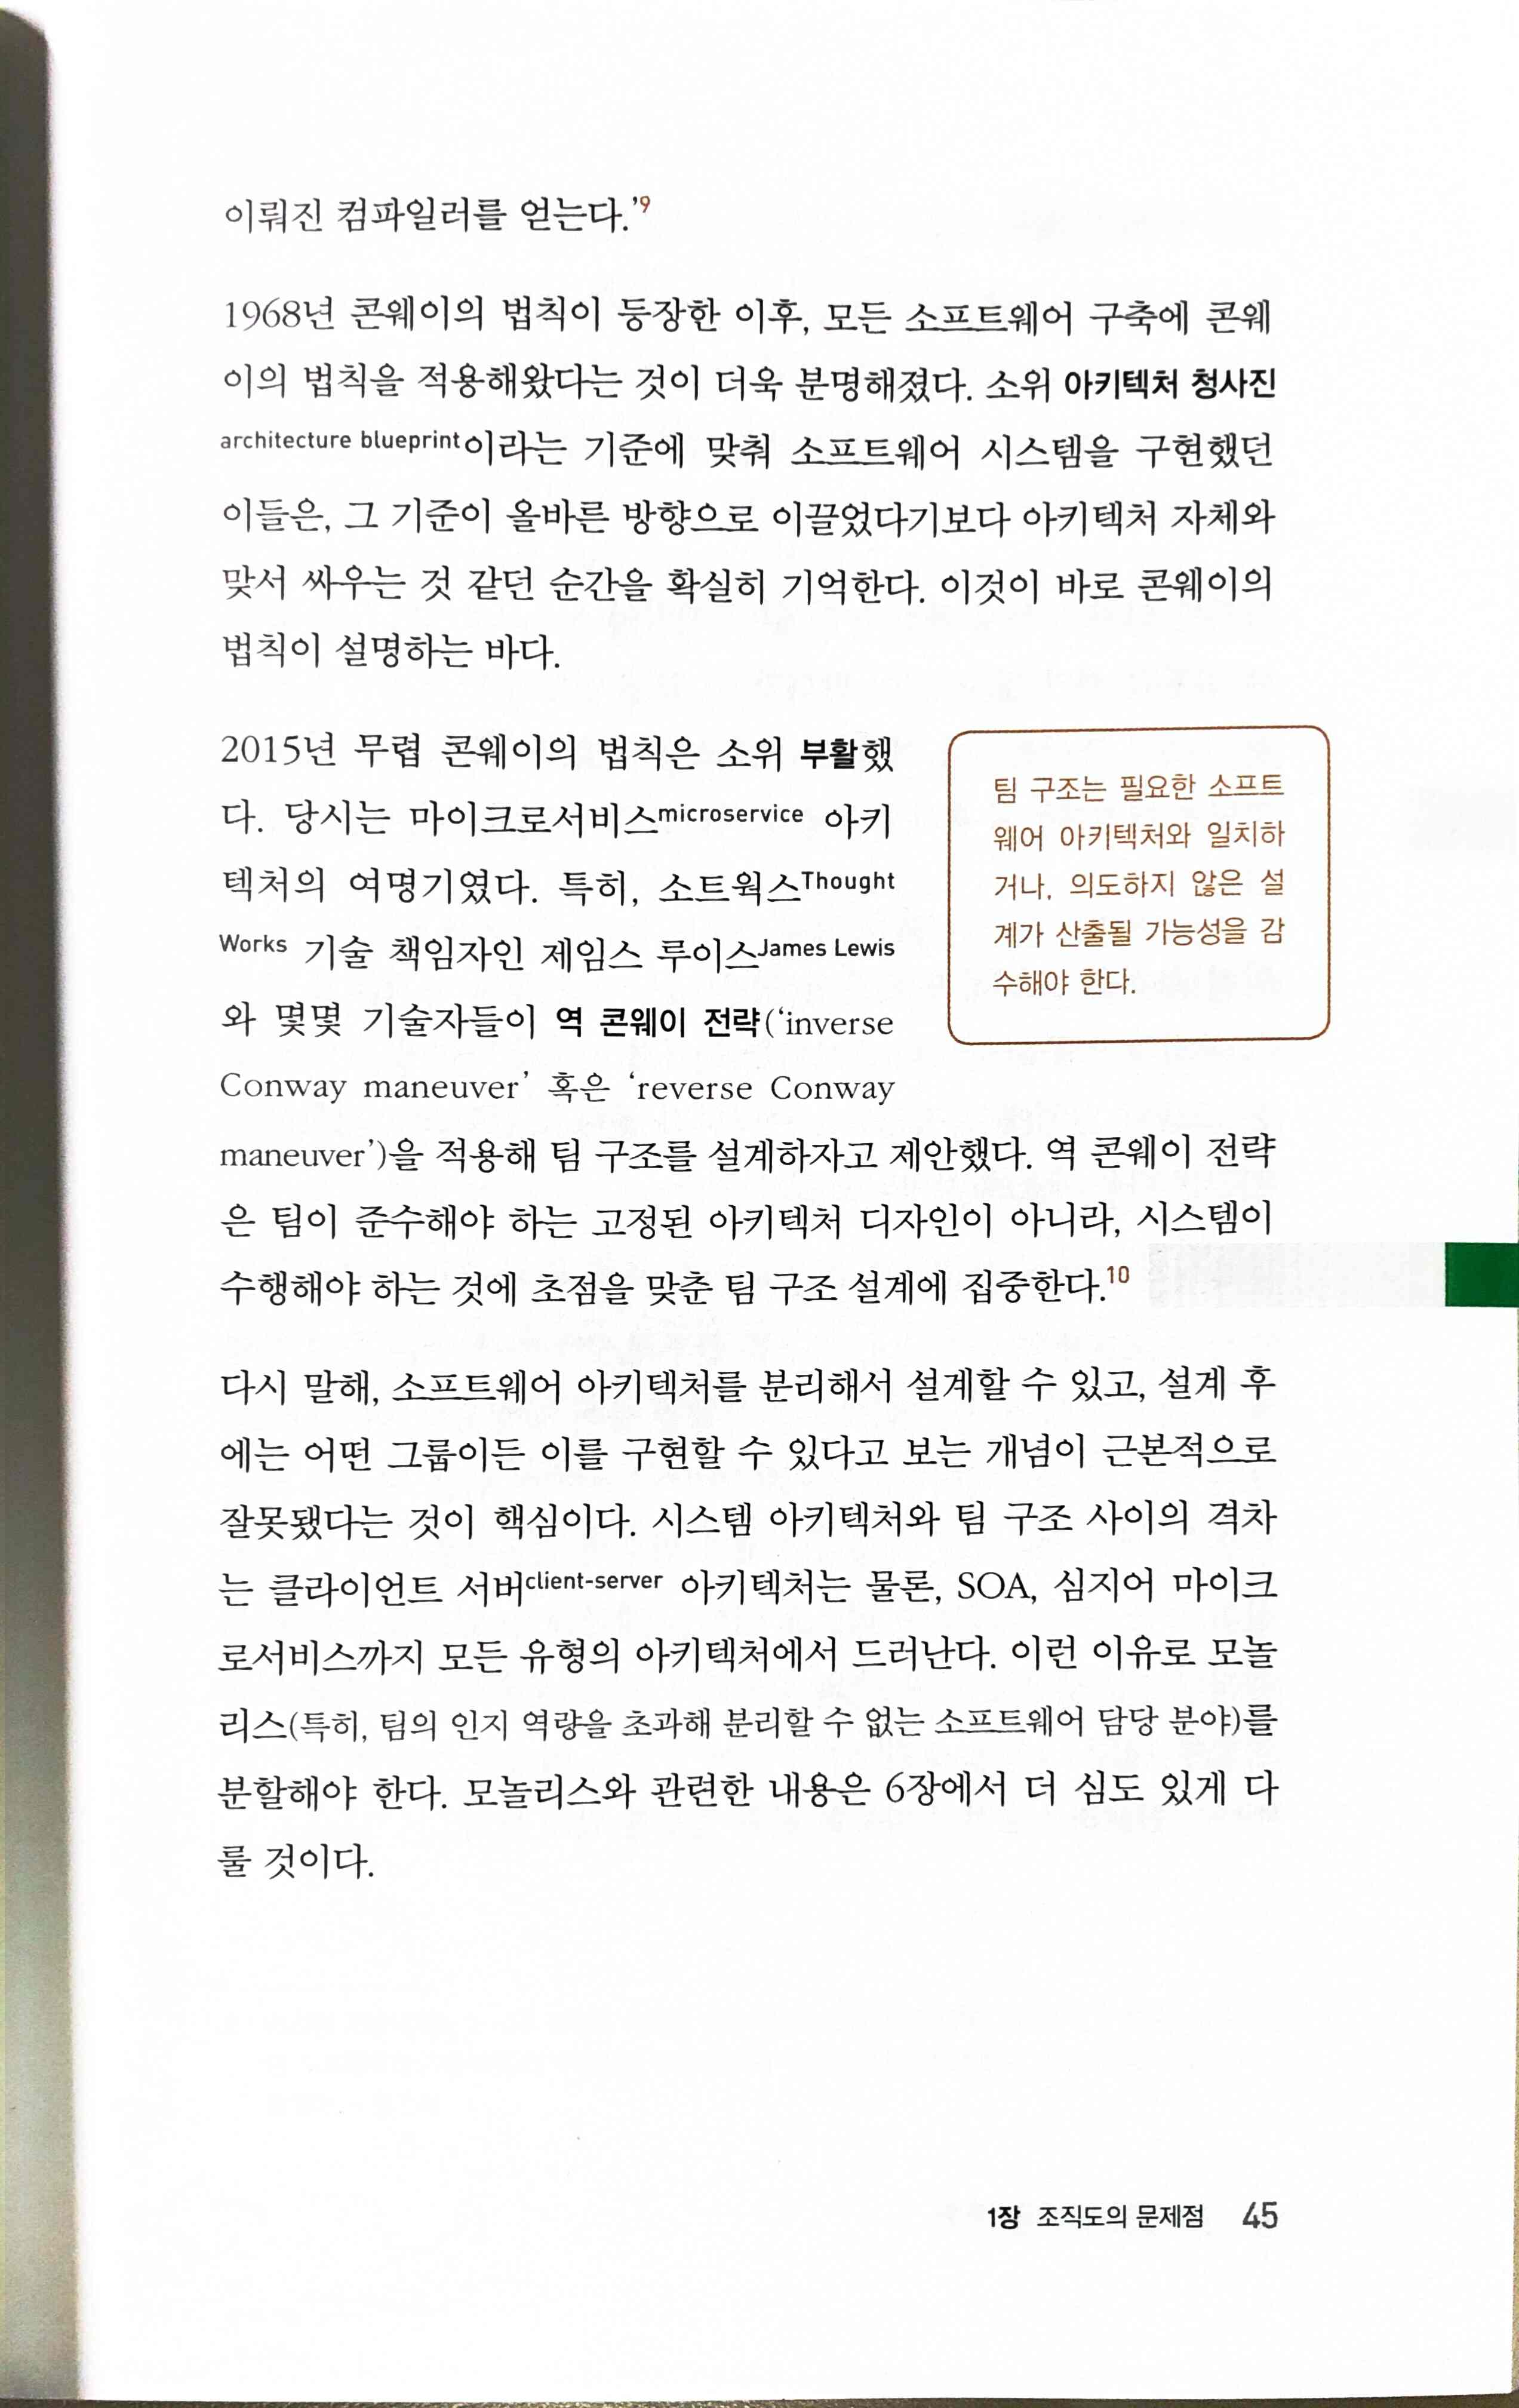 이뤄진 컴파일러를 얻는다.’9
1968년 콘웨이의 법칙이 등장한 이후, 모든 소프트웨어 구축에 콘웨
이의 법칙을 적용해왔다는 것이 더욱 분명해졌다. 소위 아키텍처 청사진
architecture blueprint이라는 기준에 맞춰 소프트웨어 시스템을 구현했던
이들은, 그 기준이 올바른 방향으로 이끌었다기보다 아키텍처 자체와
맞서 싸우는 것 같던 순간을 확실히 기억한다. 이것이 바로 콘웨이의
법칙이 설명하는 바다.
2015년 무렵 콘웨이의 법칙은 소위 부활했
다. 당시는 마이크로서비스microservice 아키
텍처의 여명기였다. 특히, 소트웍스Thought
Works 기술 책임자인 제임스 루이스James Lewis
와 몇몇 기술자들이 역 콘웨이 전략(‘inverse
Conway maneuver’ 혹은 ‘reverse Conway
maneuver’)을 적용해 팀 구조를 설계하자고 제안했다. 역 콘웨이 전략
은 팀이 준수해야 하는 고정된 아키텍처 디자인이 아니라, 시스템이
수행해야 하는 것에 초점을 맞춘 팀 구조 설계에 집중한다.10
팀 구조는 필요한 소프트
웨어 아키텍처와 일치하
거나, 의도하지 않은 설
계가 산출될 가능성을 감
수해야 한다.
다시 말해, 소프트웨어 아키텍처를 분리해서 설계할 수 있고, 설계 후
에는 어떤 그룹이든 이를 구현할 수 있다고 보는 개념이 근본적으로
잘못됐다는 것이 핵심이다. 시스템 아키텍처와 팀 구조 사이의 격차
는 클라이언트 서버client-server 아키텍처는 물론, SOA, 심지어 마이크
로서비스까지 모든 유형의 아키텍처에서 드러난다. 이런 이유로 모놀
리스(특히, 팀의 인지 역량을 초과해 분리할 수 없는 소프트웨어 담당 분야)를
분할해야 한다. 모놀리스와 관련한 내용은 6장에서 더 심도 있게 다
룰 것이다.
1장 조직도의 문제점 45